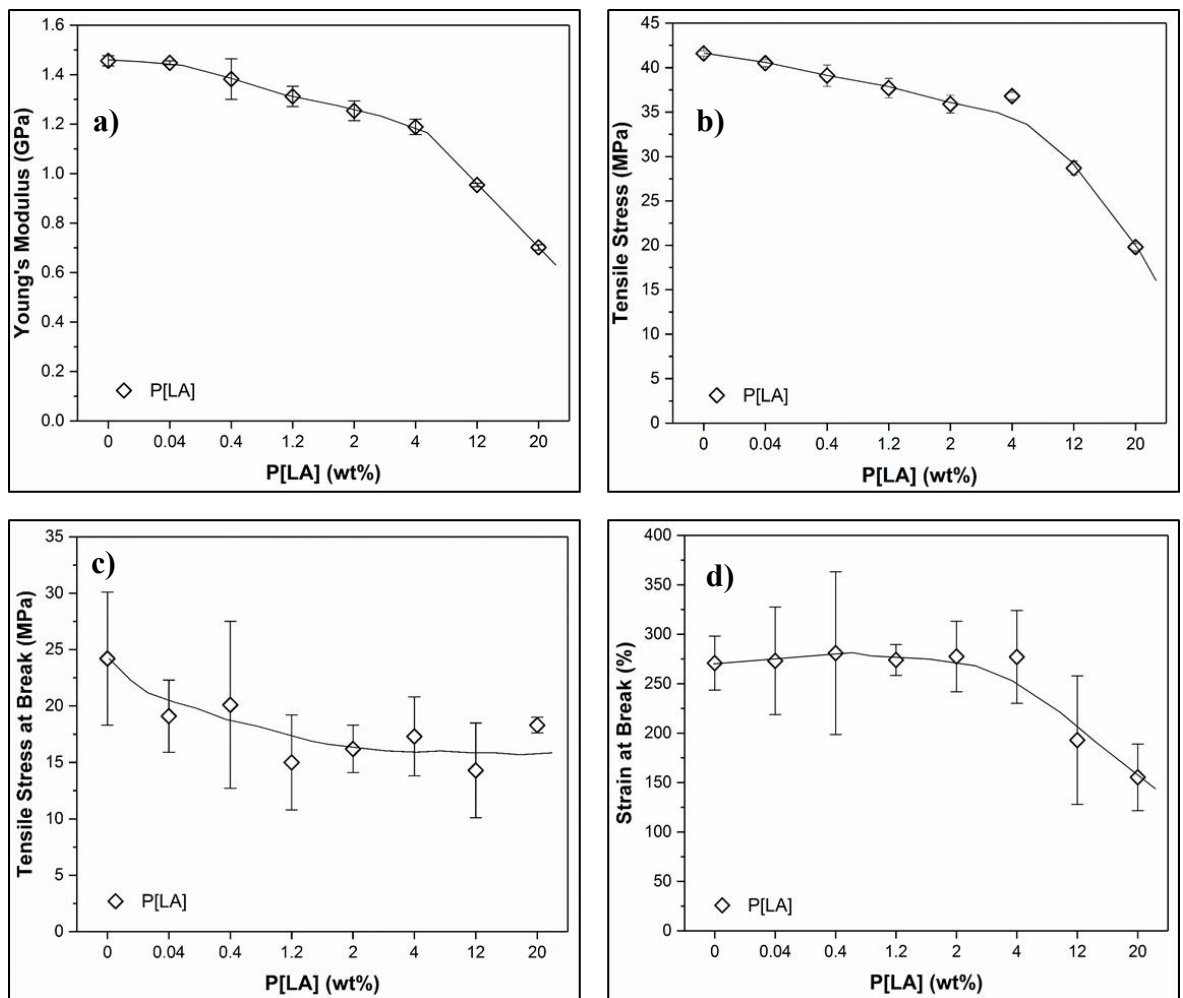 a)
Young's Modulus (GPa)
1.6
1.4
1.2
1.0
0.8
0.6
0.4
0.2
0.0
P[LA]
0 0.04 0.4 1.2 2 4 12 20
P[LA] (wt%)
b)
Tensile Stress (MPa)
45
40
35
30
25
20
15
10
5
0
P[LA]
0 0.04 0.4 1.2 2 4 12 20
P[LA] (wt%)
c)
Tensile Stress at Break (MPa)
35
30
25
20
15
10
5
0
P[LA]
0 0.04 0.4 1.2 2 4 12 20
P[LA] (wt%)
d)
Strain at Break (%)
400
350
300
250
200
150
100
50
0
P[LA]
0 0.04 0.4 1.2 2 4 12 20
P[LA] (wt%)